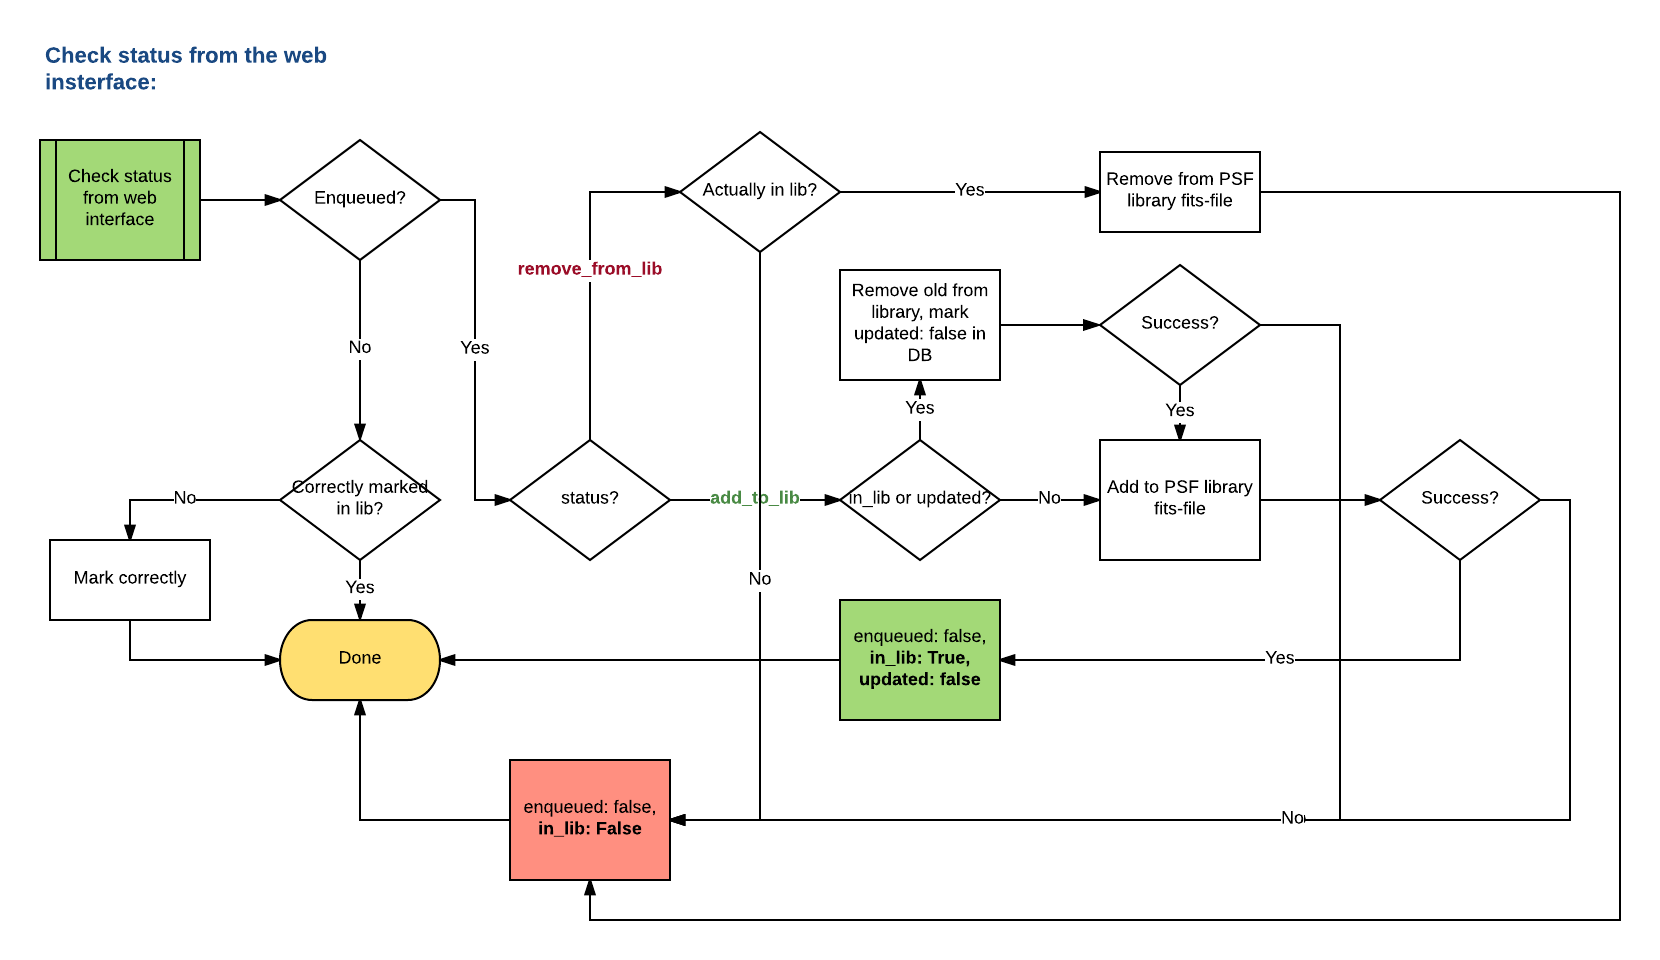 Check status from the web
insterface:
Check status
from web
interface
Enqueued?
Actually in lib?
Yes
Remove from PSF
library fits-file
remove_from_lib
No
Yes
Remove old from
library, mark
updated: false in
DB
Success?
Yes
Yes
Correctly marked
in lib?
No
status?
add_to_lib
in_lib or updated?
No
Add to PSF library
fits-file
Success?
Mark correctly
Yes
No
Done
enqueued: false,
in_lib: True,
updated: false
Yes
enqueued: false,
in_lib: False
No